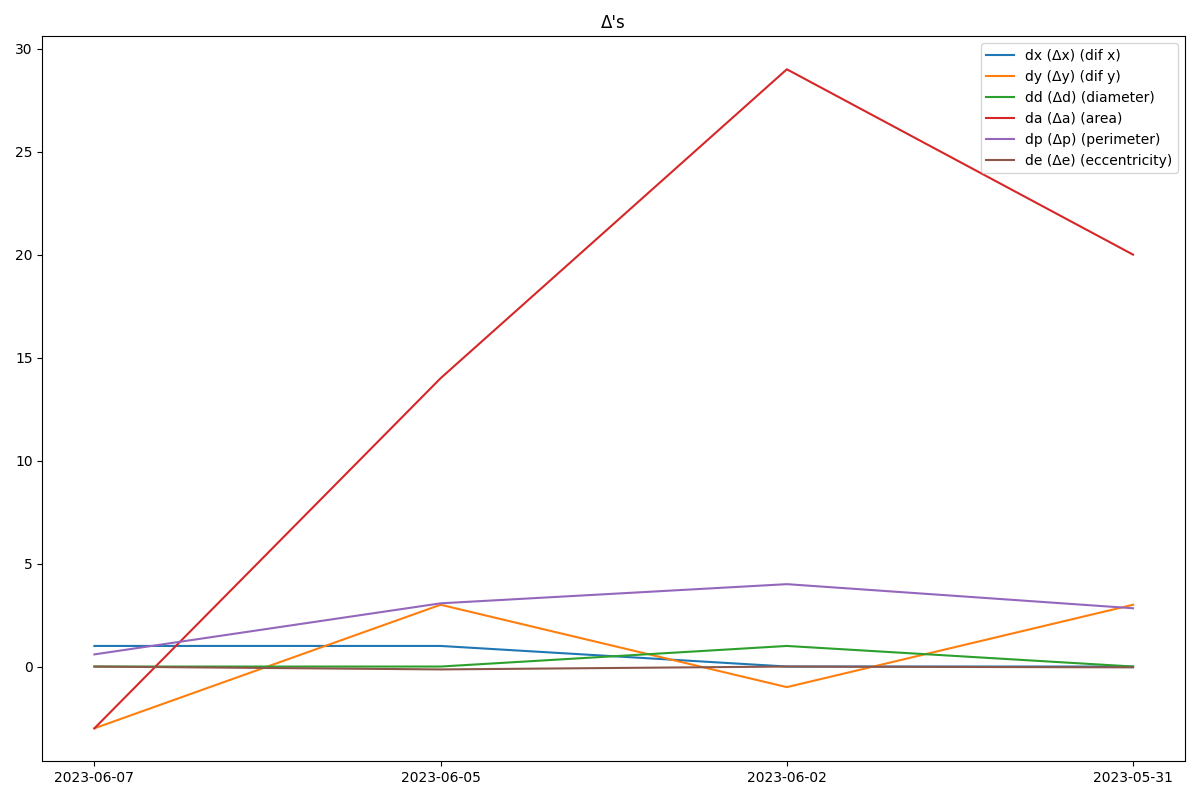 Δ's
30
25
20
15
10
5
0
dx (Δx) (dif x)
dy (Δy) (dif y)
dd (Δd) (diameter)
da (Δa) (area)
dp (Δp) (perimeter)
de (Δe) (eccentricity)
2023-06-07 2023-06-05 2023-06-02 2023-05-31